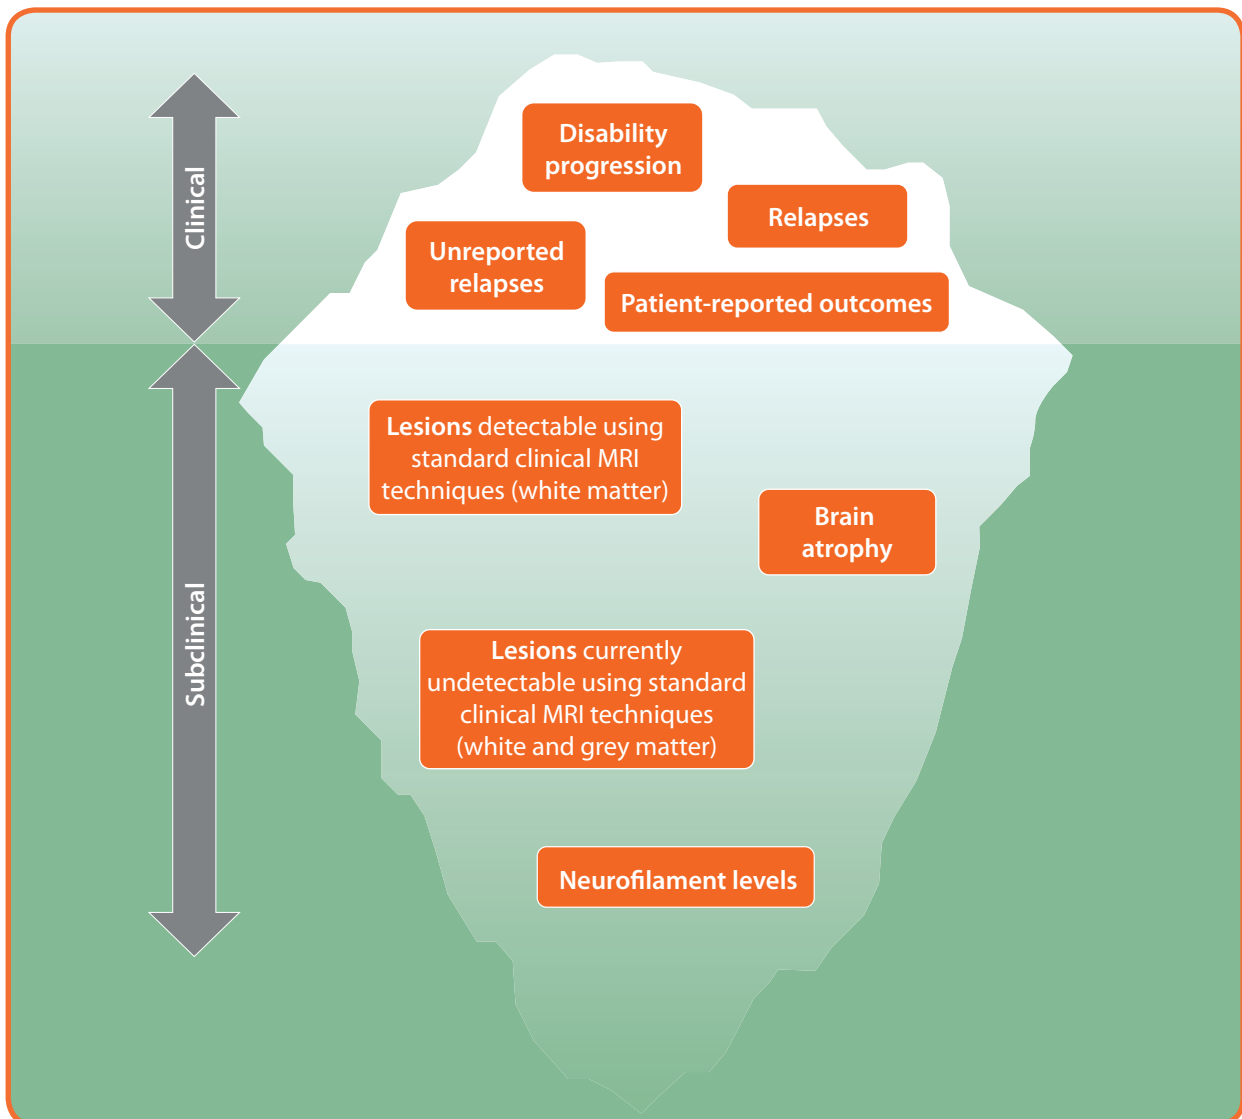 Clinical
Disability
progression
Relapses
Unreported
relapses
Patient-reported outcomes
Subclinical
Lesions detectable using
standard clinical MRI
techniques (white matter)
Brain
atrophy
Lesions currently
undetectable using standard
clinical MRI techniques
(white and grey matter)
Neurofilament levels